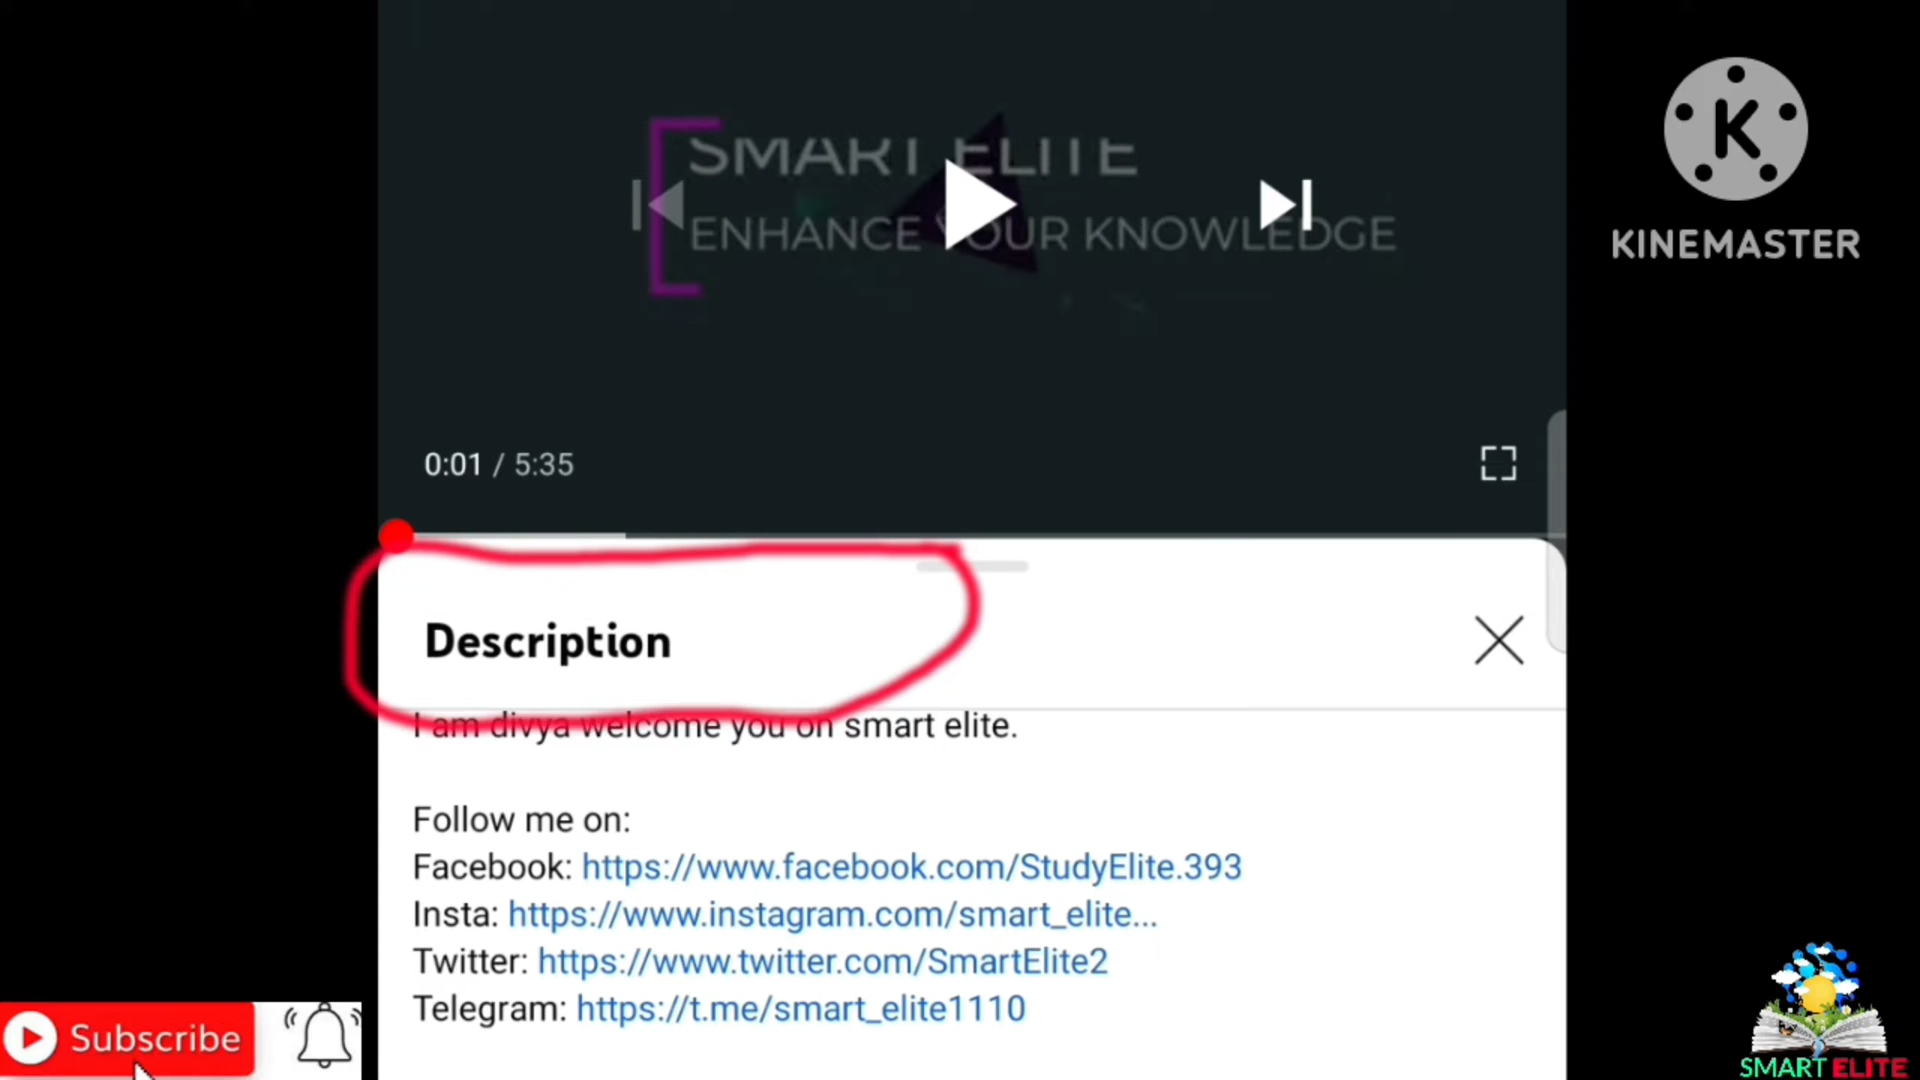 SMART ELITE
ENHANCE YOUR KNOWLEDGE
K
KINEMASTER
0:01 / 5:35
Description
I am divya welcome you on smart elite.
Follow me on:
Facebook: https://www.facebook.com/StudyElite.393
Insta: https://www.instagram.com/smart_elite...
Twitter: https://www.twitter.com/SmartElite2
Telegram: https://t.me/smart_elite1110
Subscribe
SMART ELITE